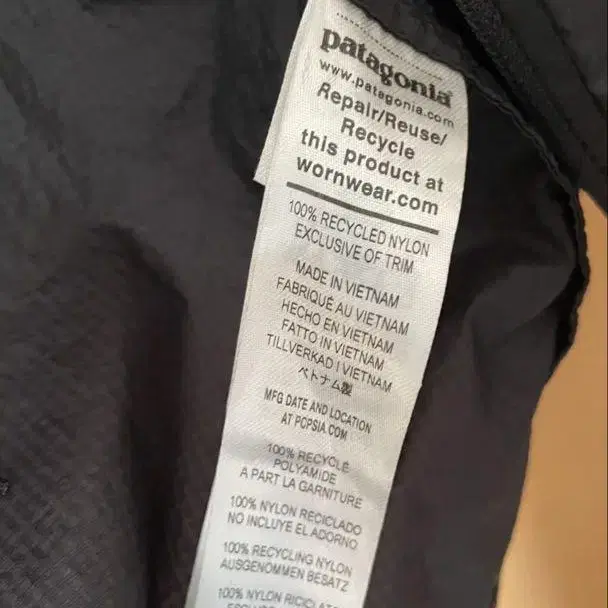 patagonia
www.patagonia.com
Repair/Reuse/
Recycle
this product at
wornwear.com
100% RECYCLED NYLON
EXCLUSIVE OF TRIM
MADE IN VIETNAM
FABRIQUÉ AU VIETNAM
HECHO EN VIETNAM
FATTO IN VIETNAM
TILLVERKAD I VIETNAM
ベトナム製
MFG DATE AND LOCATION
AT PCPSIA.COM
100% RECYCLÉ
POLYAMIDE
A PART LA GARNITURE
100% NYLON RECICLADO
NO INCLUYE EL ADORNO
100% RECYCLING NYLON
AUSGENOMMEN BESATZ
100% NYLON